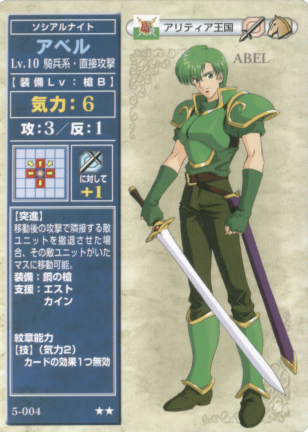 ソシアルナイト
アベル
Lv.10 騎兵系・直接攻撃
【装備Lv：槍B】
気力：6
攻：3／反：1
に対して
+1
【突進】
移動後の攻撃で隣接する敵
ユニットを撤退させた場
合、その敵ユニットがいた
マスに移動可能。
装備：鋼の槍
支援：エスト
カイン
紋章能力
【技】（気力2）
カードの効果1つ無効
5-004
★★
アリティア王国
ABEL